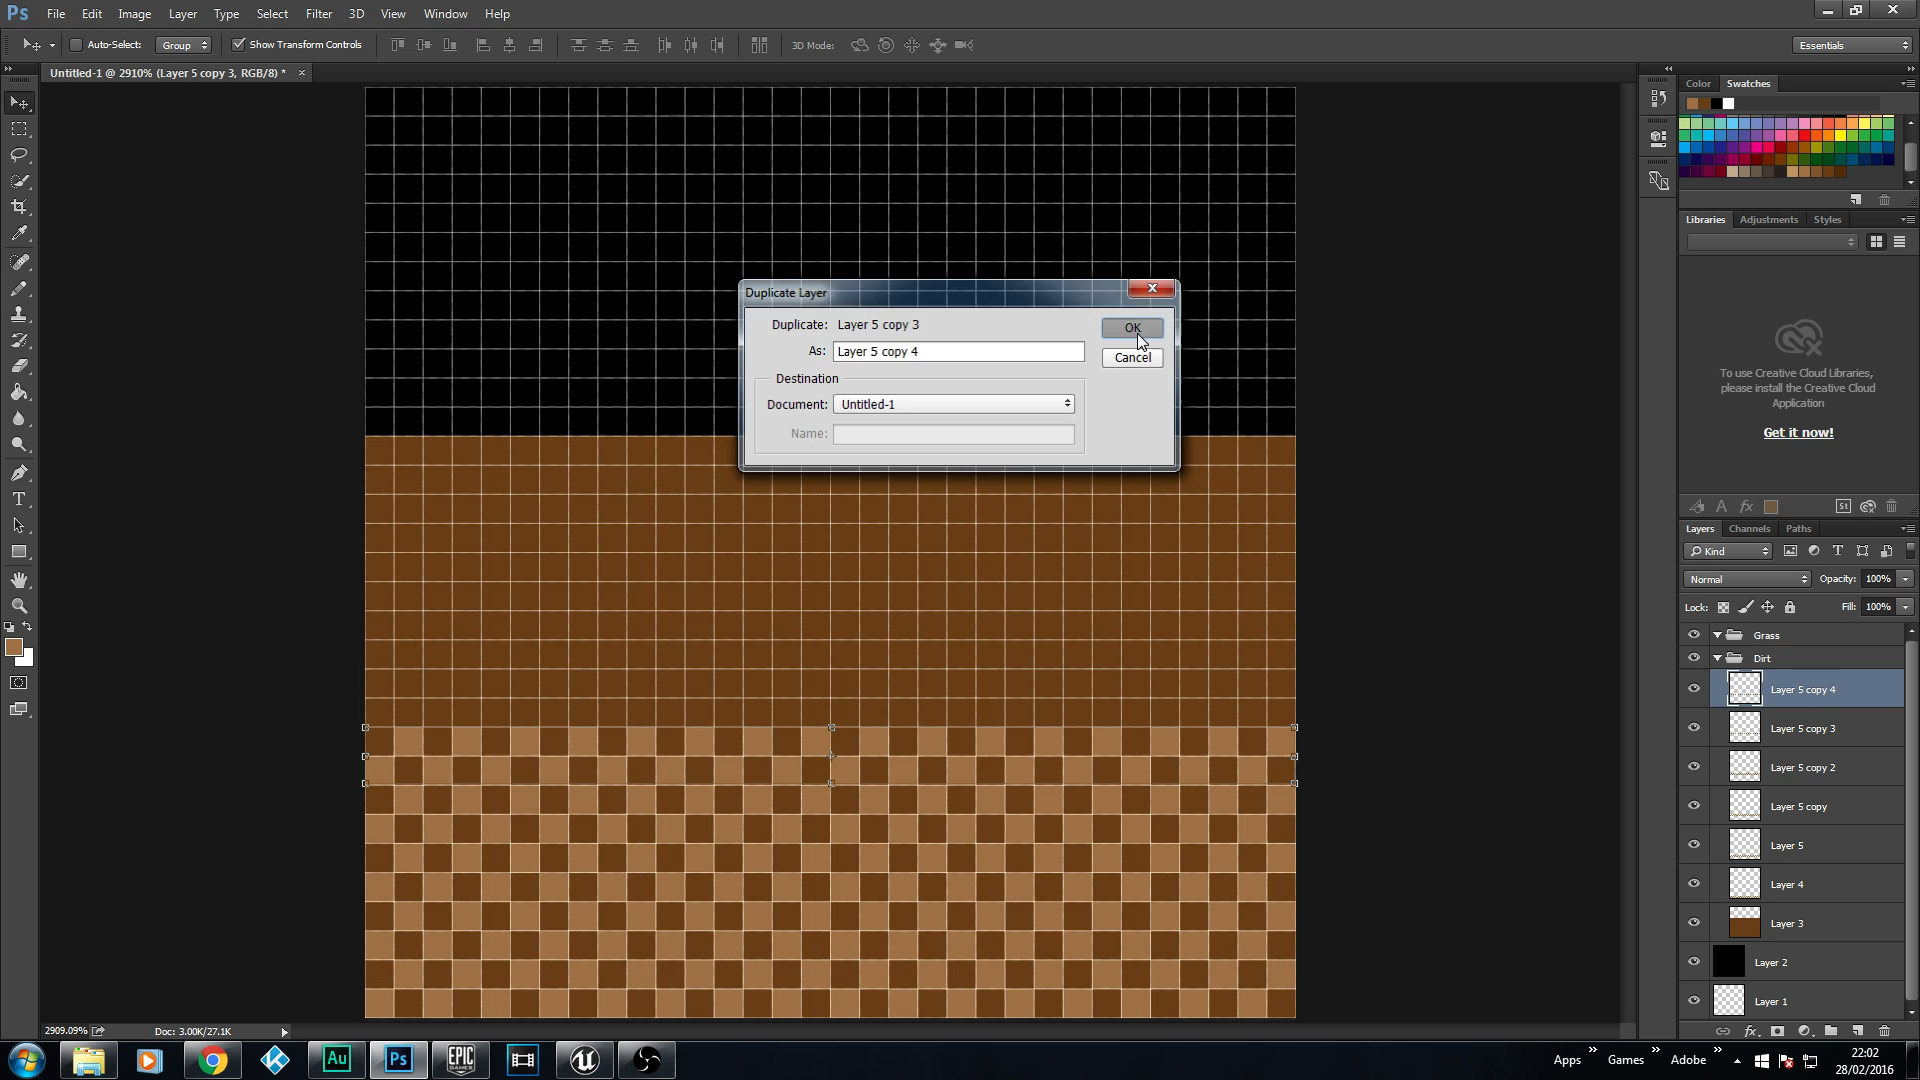 Ps File Edit Image Layer Type Select Filter 3D View Window Help
Auto-Select: Group Show Transform Controls 3D Mode: Essentials
Untitled-1 @ 2910% (Layer 5 copy 3, RGB/8) *
Color Swatches
Libraries Adjustments Styles
To use Creative Cloud Libraries,
please install the Creative Cloud
Application
Get it now!
Duplicate Layer
Duplicate: Layer 5 copy 3
OK
As: Layer 5 copy 4
Cancel
Destination
Document: Untitled-1
Name:
A fx St
Layers Channels Paths
Kind
Normal Opacity: 100%
Lock: Fill: 100%
Grass
Dirt
Layer 5 copy 4
Layer 5 copy 3
Layer 5 copy 2
Layer 5 copy
Layer 5
Layer 4
Layer 3
Layer 2
Layer 1
fx
2909.09% Doc: 3.00K/27.1K
Au Ps EPIC GAMES
Apps Games Adobe
22:02
28/02/2016